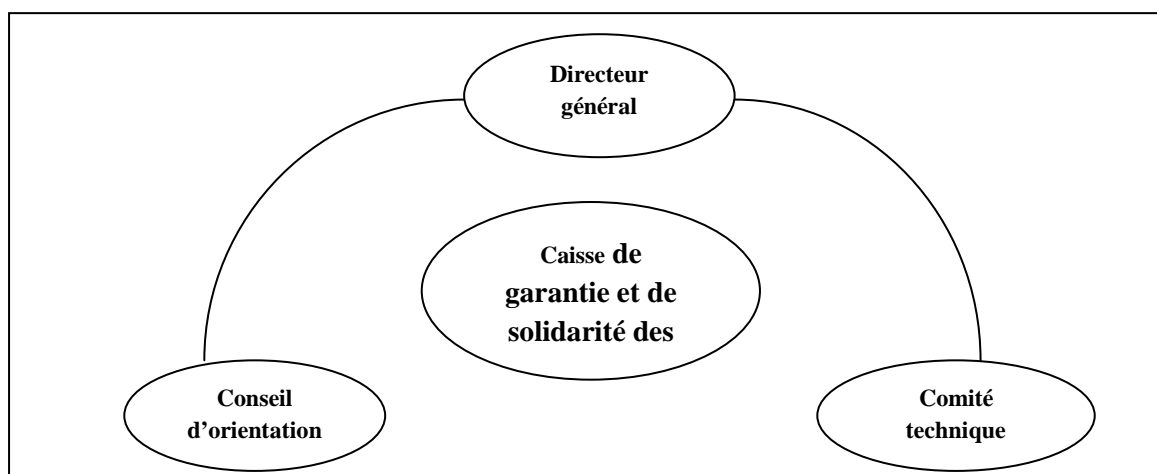 Directeur
général
Caisse de
garantie et de
solidarité des
Conseil
d’orientation
Comité
technique